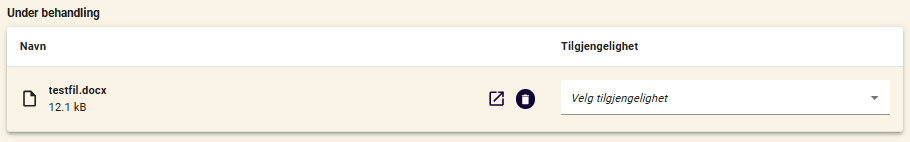 Under behandling
Navn
Tilgjengelighet
testfil.docx
12.1 kB
Velg tilgjengelighet